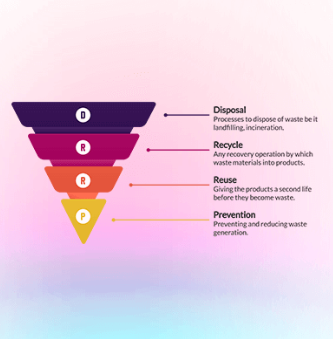 D
Disposal
Processes to dispose of waste be it
landfilling, incineration.
R
Recycle
Any recovery operation by which
waste materials into products.
R
Reuse
Giving the products a second life
before they become waste.
P
Prevention
Preventing and reducing waste
generation.